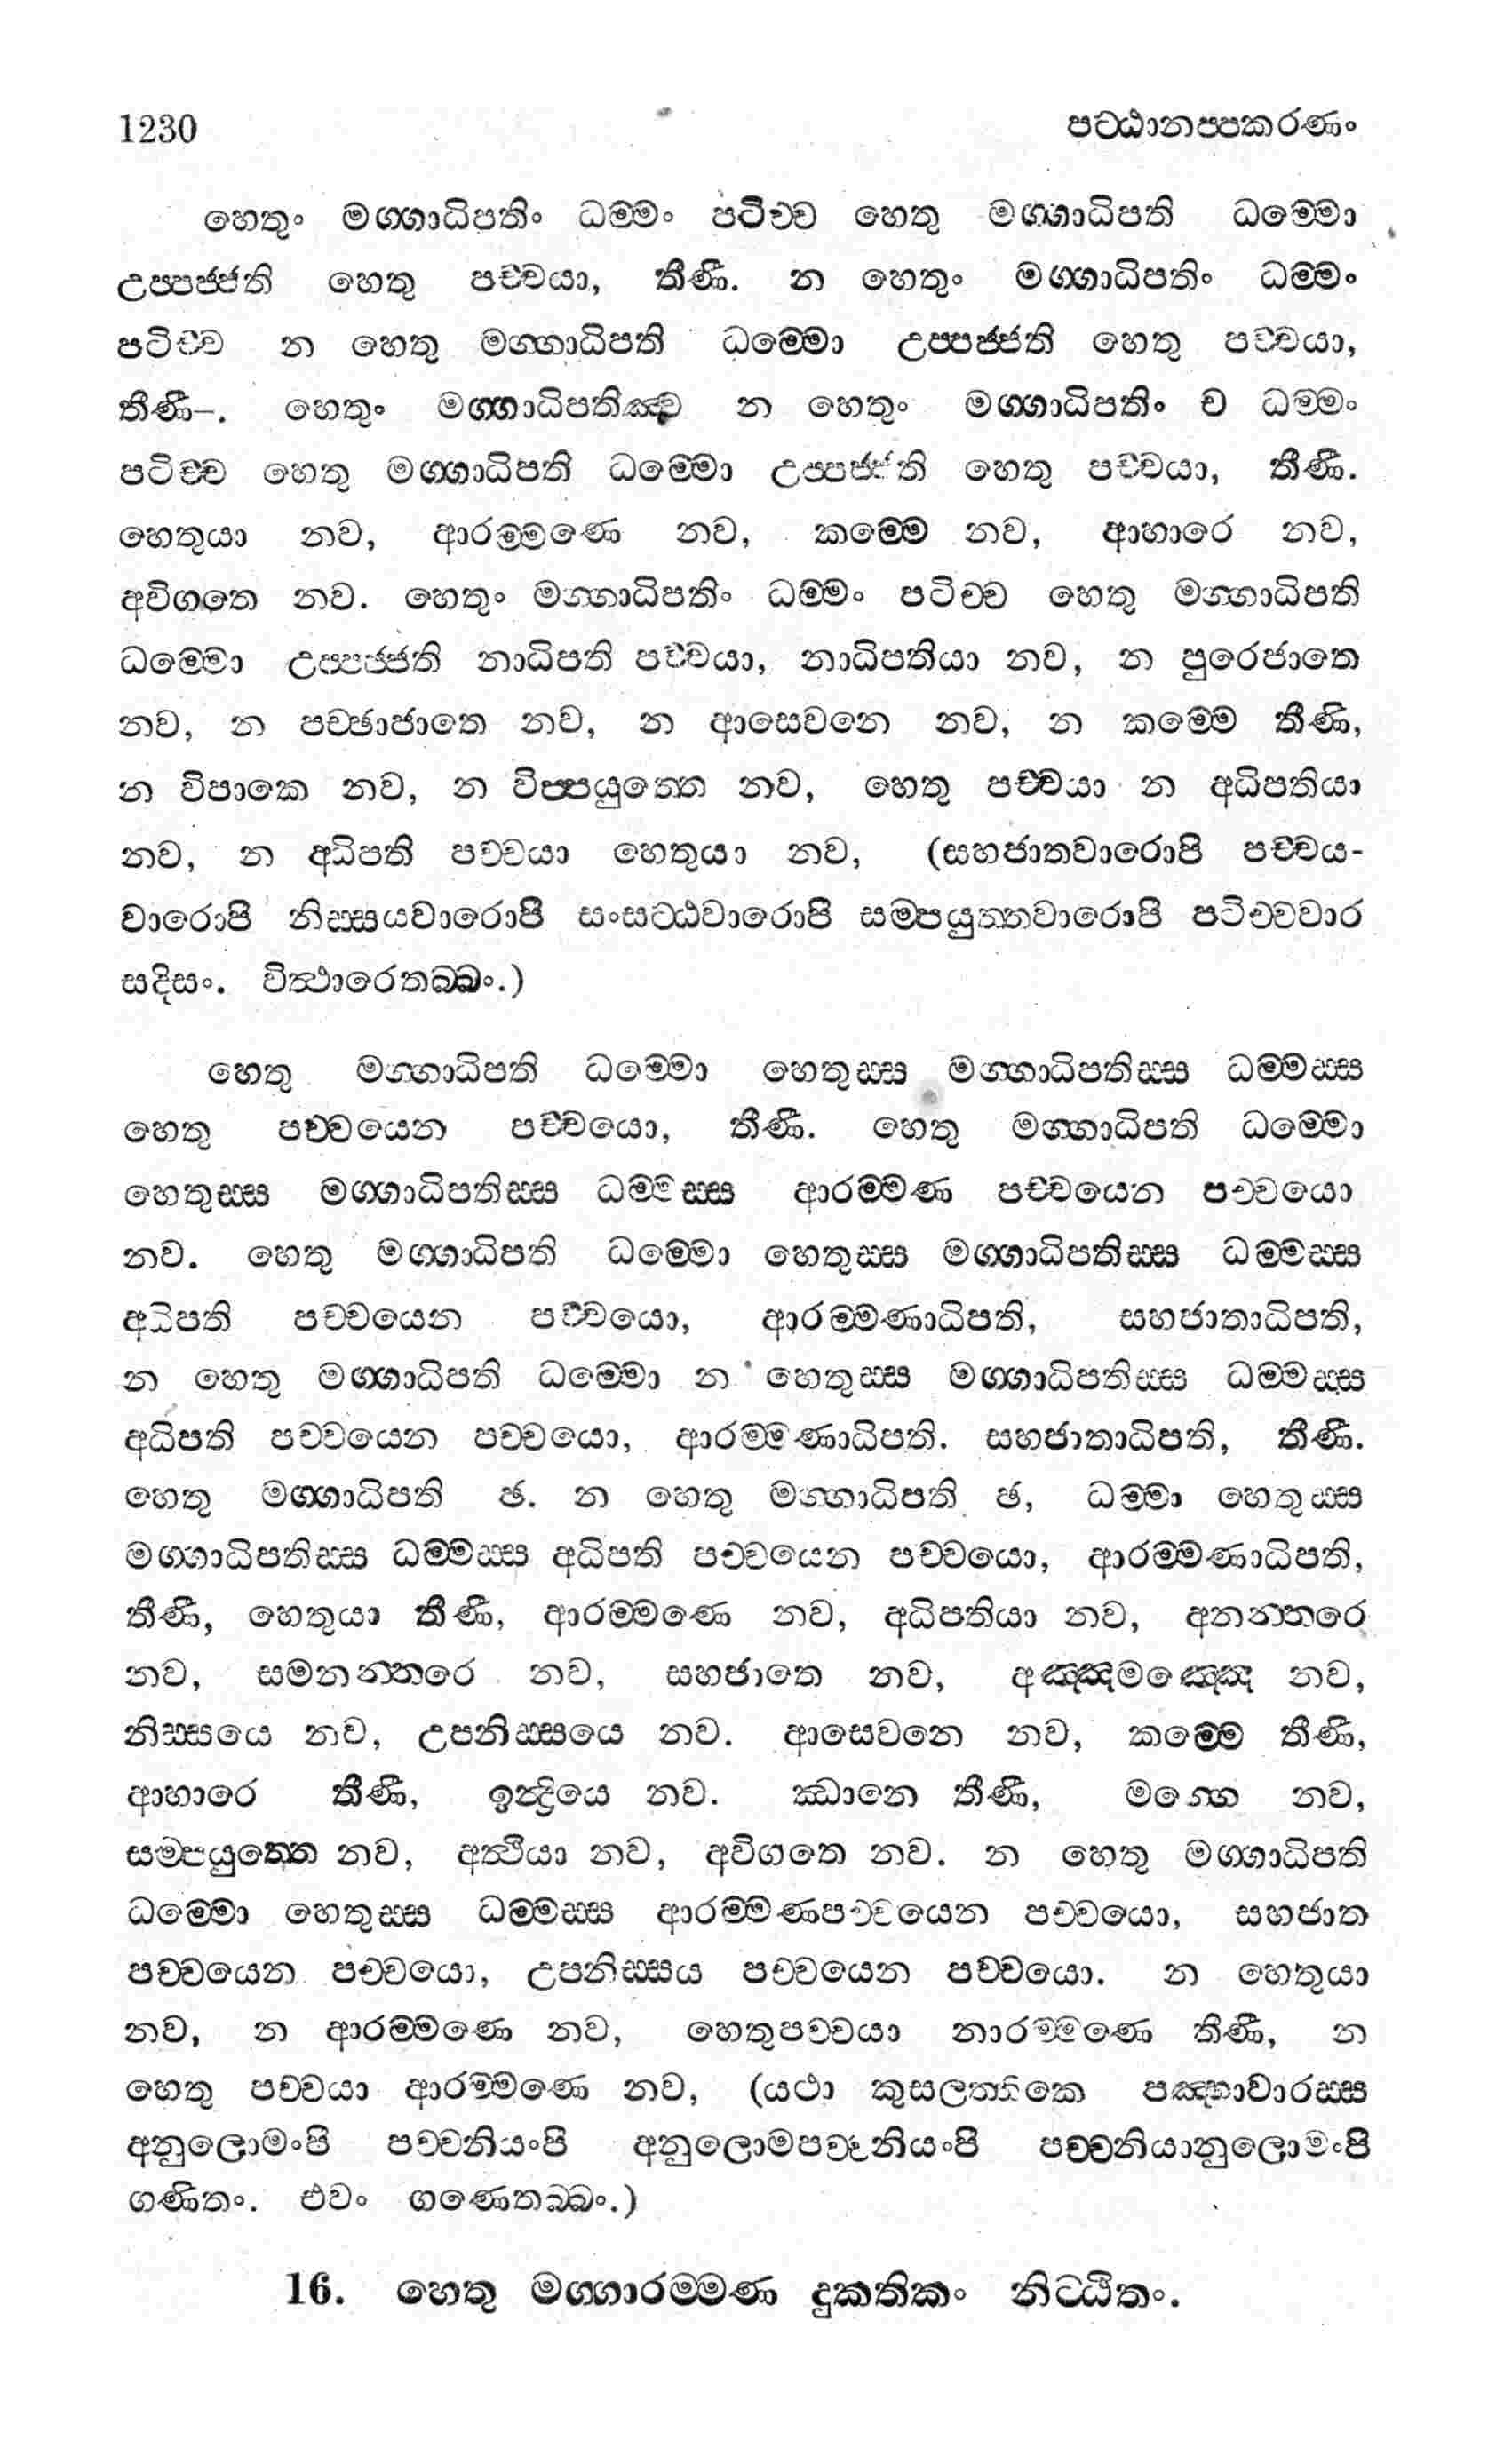 1230 පට්ඨානප්පකරණං
හෙතුං මග්ගාධිපතිං ධම්මං පටිච්ච හෙතු මග්ගාධිපති ධම්මො
උප්පජ්ජති හෙතු පච්චයා, තීණි. න හෙතුං මග්ගාධිපතිං ධම්මං
පටිච්ච න හෙතු මග්ගාධිපති ධම්මො උප්පජ්ජති හෙතු පච්චයා,
තීණි–. හෙතුං මග්ගාධිපතිඤ්ච න හෙතුං මග්ගාධිපතිං ච ධම්මං
පටිච්ච හෙතු මග්ගාධිපති ධම්මො උප්පජ්ජති හෙතු පච්චයා, තීණි.
හෙතුයා නව, ආරම්මණෙ නව, කම්මෙ නව, ආහාරෙ නව,
අවිගතෙ නව. හෙතුං මග්ගාධිපතිං ධම්මං පටිච්ච හෙතු මග්ගාධිපති
ධම්මො උප්පජ්ජති නාධිපති පච්චයා, නාධිපතියා නව, න පුරෙජාතෙ
නව, න පච්ඡාජාතෙ නව, න ආසෙවනෙ නව, න කම්මෙ තීණි,
න විපාකෙ නව, න විප්පයුත්තෙ නව, හෙතු පච්චයා න අධිපතියා
නව, න අධිපති පච්චයා හෙතුයා නව, (සහජාතවාරොපි පච්චය-
වාරොපි නිස්සයවාරොපි සංසට්ඨවාරොපි සම්පයුත්තවාරොපි පටිච්චවාර
සදිසං. විත්ථාරෙතබ්බං.)
හෙතු මග්ගාධිපති ධම්මො හෙතුස්ස මග්ගාධිපතිස්ස ධම්මස්ස
හෙතු පච්චයෙන පච්චයො, තීණි. හෙතු මග්ගාධිපති ධම්මො
හෙතුස්ස මග්ගාධිපතිස්ස ධම්මස්ස ආරම්මණ පච්චයෙන පච්චයො
නව. හෙතු මග්ගාධිපති ධම්මො හෙතුස්ස මග්ගාධිපතිස්ස ධම්මස්ස
අධිපති පච්චයෙන පච්චයො, ආරම්මණාධිපති, සහජාතාධිපති,
න හෙතු මග්ගාධිපති ධම්මො න හෙතුස්ස මග්ගාධිපතිස්ස ධම්මස්ස
අධිපති පච්චයෙන පච්චයො, ආරම්මණාධිපති. සහජාතාධිපති, තීණි.
හෙතු මග්ගාධිපති ඡ. න හෙතු මග්ගාධිපති ඡ, ධම්මා හෙතුස්ස
මග්ගාධිපතිස්ස ධම්මස්ස අධිපති පච්චයෙන පච්චයො, ආරම්මණාධිපති,
තීණි, හෙතුයා තීණි, ආරම්මණෙ නව, අධිපතියා නව, අනන්තරෙ
නව, සමනන්තරෙ නව, සහජාතෙ නව, අඤ්ඤමඤ්ඤෙ නව,
නිස්සයෙ නව, උපනිස්සයෙ නව. ආසෙවනෙ නව, කම්මෙ තීණි,
ආහාරෙ තීණි, ඉන්ද්‍රියෙ නව. ඣානෙ තීණි, මග්ගෙ නව,
සම්පයුත්තෙ නව, අත්ථියා නව, අවිගතෙ නව. න හෙතු මග්ගාධිපති
ධම්මො හෙතුස්ස ධම්මස්ස ආරම්මණපච්චයෙන පච්චයො, සහජාත
පච්චයෙන පච්චයො, උපනිස්සය පච්චයෙන පච්චයො. න හෙතුයා
නව, න ආරම්මණෙ නව, හෙතුපච්චයා නාරම්මණෙ තිණි, න
හෙතු පච්චයා ආරම්මණෙ නව, (යථා කුසලත්තිකෙ පඤ්හාවාරස්ස
අනුලොමංපි පච්චනියංපි අනුලොමපච්චනියංපි පච්චනියානුලොමංපි
ගණිතං. එවං ගණෙතබ්බං.)
16. හෙතු මග්ගාරම්මණ දුකතිකං නිට්ඨිතං.